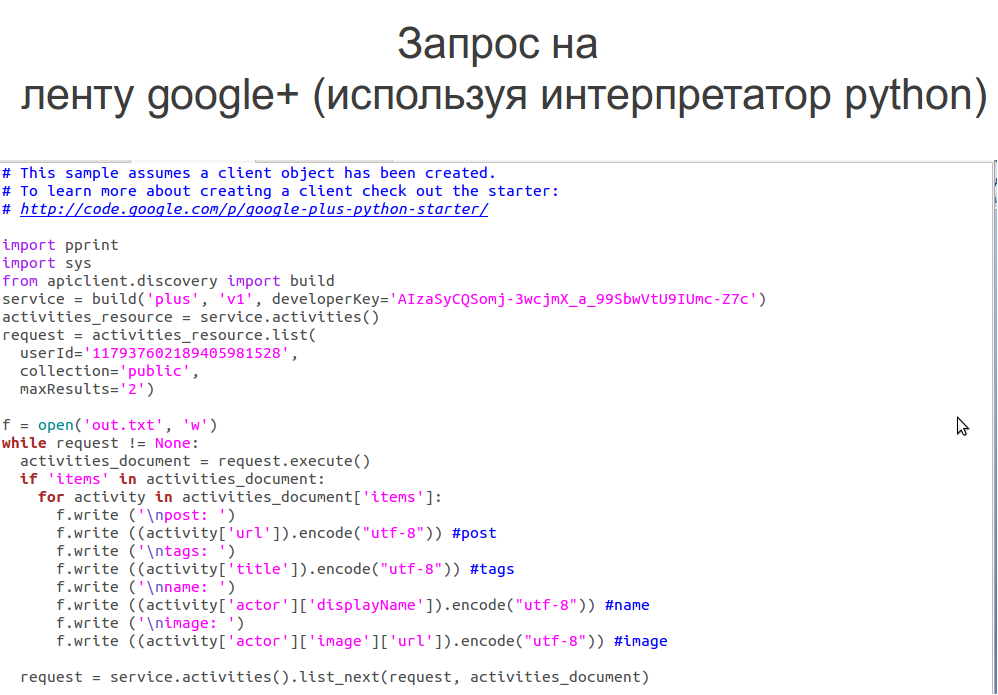 Запрос на
ленту google+ (используя интерпретатор python)
# This sample assumes a client object has been created.
# To learn more about creating a client check out the starter:
# http://code.google.com/p/google-plus-python-starter/
import pprint
import sys
from apiclient.discovery import build
service = build('plus', 'v1', developerKey='AIzaSyCQSomj-3wcjmX_a_99SbwVtU9IUmc-Z7c')
activities_resource = service.activities()
request = activities_resource.list(
  userId='117937602189405981528',
  collection='public',
  maxResults='2')
f = open('out.txt', 'w')
while request != None:
  activities_document = request.execute()
  if 'items' in activities_document:
    for activity in activities_document['items']:
      f.write ('\npost: ')
      f.write ((activity['url']).encode("utf-8")) #post
      f.write ('\ntags: ')
      f.write ((activity['title']).encode("utf-8")) #tags
      f.write ('\nname: ')
      f.write ((activity['actor']['displayName']).encode("utf-8")) #name
      f.write ('\nimage: ')
      f.write ((activity['actor']['image']['url']).encode("utf-8")) #image
  request = service.activities().list_next(request, activities_document)